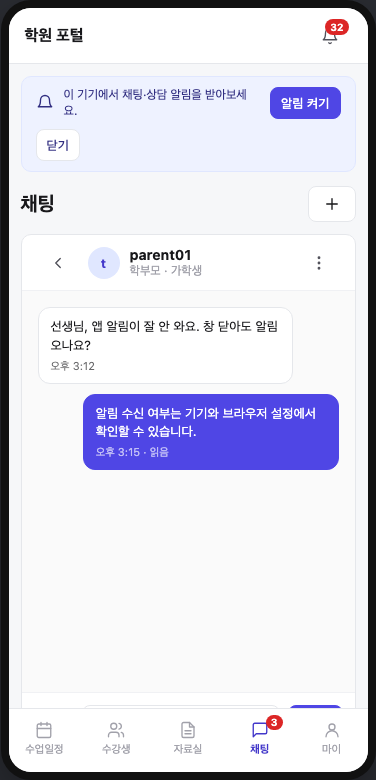 학원 포털
32
이 기기에서 채팅·상담 알림을 받아보세
요.
알림 켜기
닫기
채팅
t
parent01
학부모 · 가학생
선생님, 앱 알림이 잘 안 와요. 창 닫아도 알림
오나요?
오후 3:12
알림 수신 여부는 기기와 브라우저 설정에서
확인할 수 있습니다.
오후 3:15 · 읽음
3
수업일정
수강생
자료실
채팅
마이